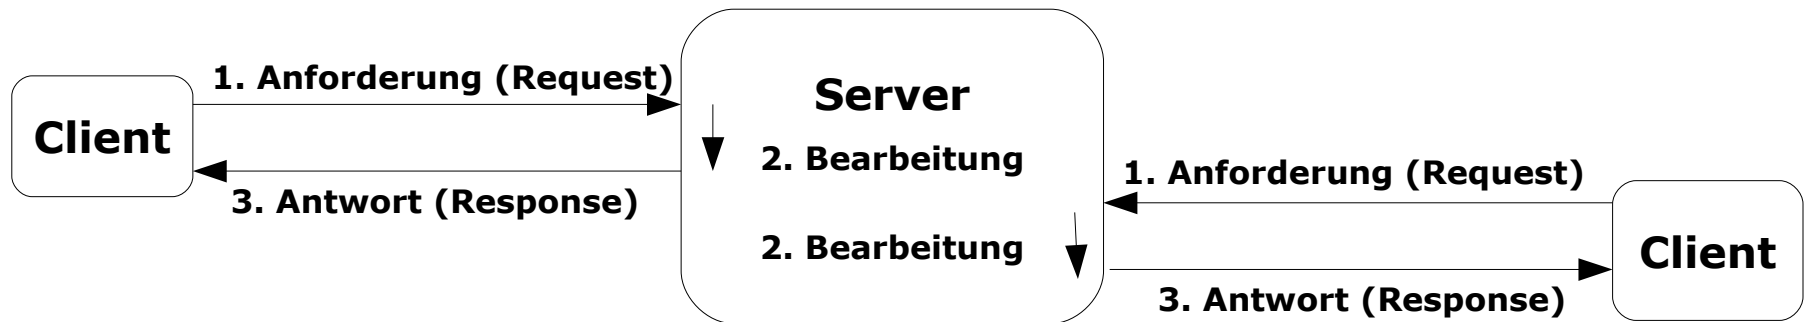 1. Anforderung (Request)
Client
3. Antwort (Response)
Server
2. Bearbeitung
2. Bearbeitung
1. Anforderung (Request)
Client
3. Antwort (Response)